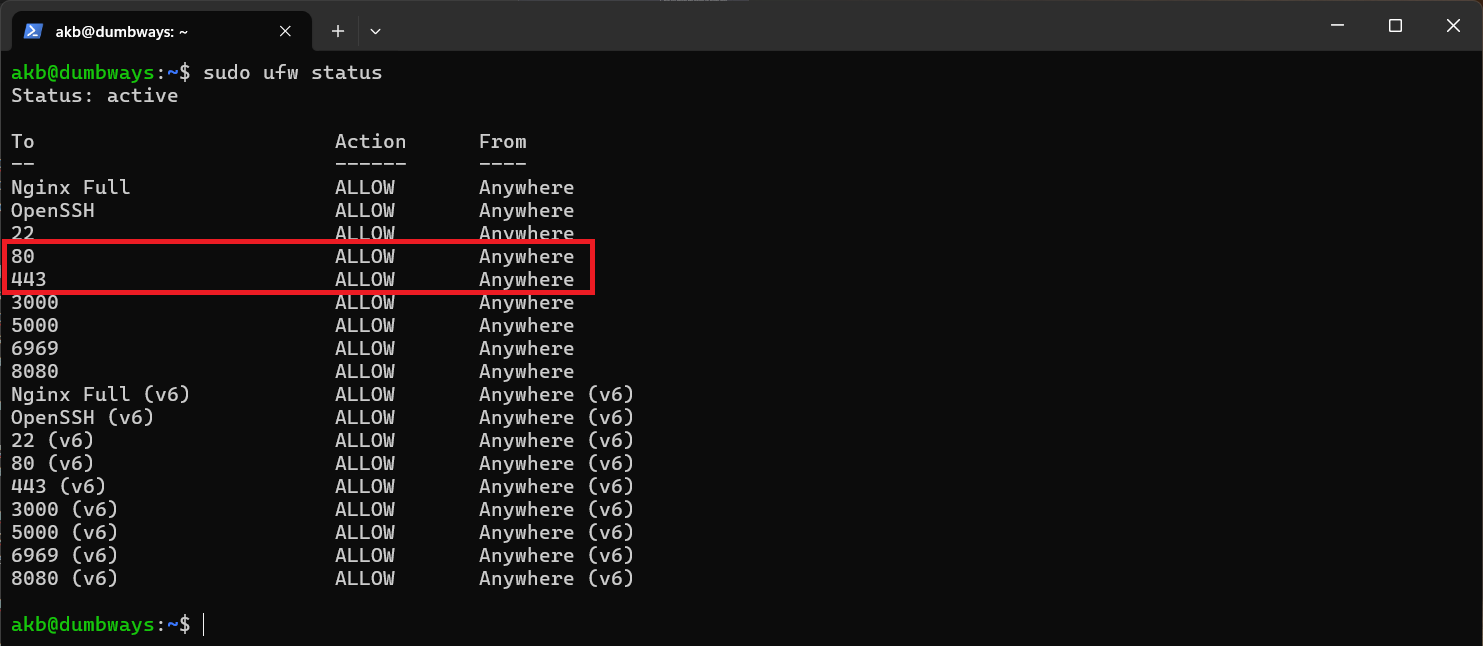 akb@dumbways: ~
akb@dumbways:~$ sudo ufw status
Status: active
To Action From
-- ------ ----
Nginx Full ALLOW Anywhere
OpenSSH ALLOW Anywhere
22 ALLOW Anywhere
80 ALLOW Anywhere
443 ALLOW Anywhere
3000 ALLOW Anywhere
5000 ALLOW Anywhere
6969 ALLOW Anywhere
8080 ALLOW Anywhere
Nginx Full (v6) ALLOW Anywhere (v6)
OpenSSH (v6) ALLOW Anywhere (v6)
22 (v6) ALLOW Anywhere (v6)
80 (v6) ALLOW Anywhere (v6)
443 (v6) ALLOW Anywhere (v6)
3000 (v6) ALLOW Anywhere (v6)
5000 (v6) ALLOW Anywhere (v6)
6969 (v6) ALLOW Anywhere (v6)
8080 (v6) ALLOW Anywhere (v6)
akb@dumbways:~$